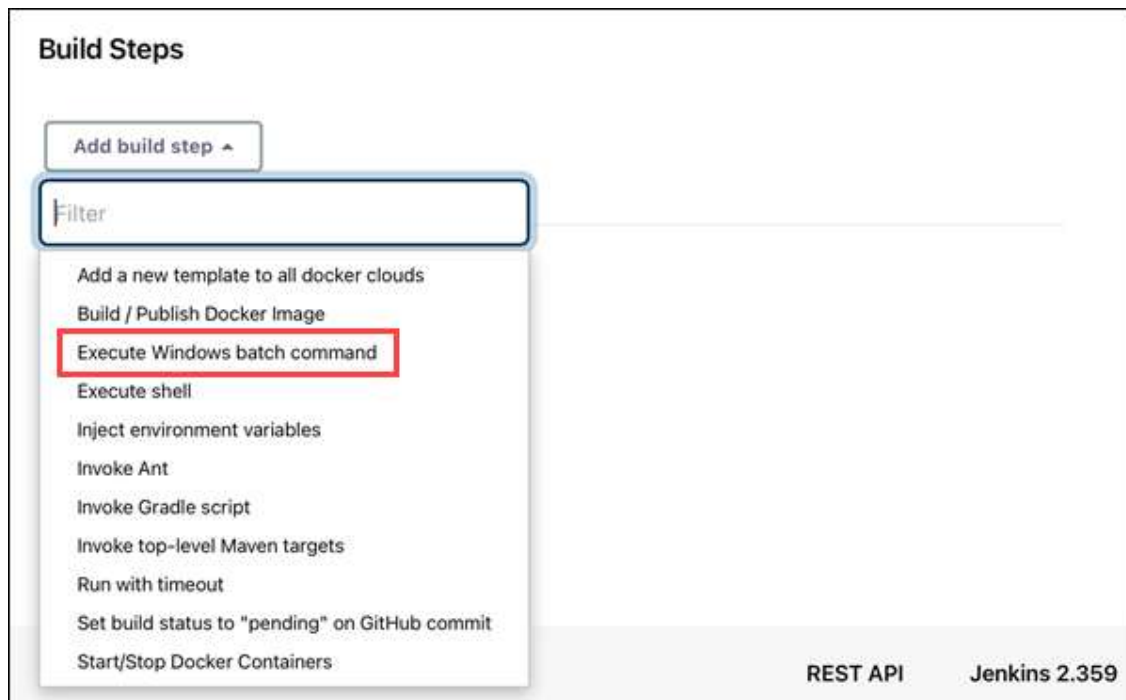 Build Steps
Add build step
Filter
Add a new template to all docker clouds
Build / Publish Docker Image
Execute Windows batch command
Execute shell
Inject environment variables
Invoke Ant
Invoke Gradle script
Invoke top-level Maven targets
Run with timeout
Set build status to "pending" on GitHub commit
Start/Stop Docker Containers
REST API Jenkins 2.359